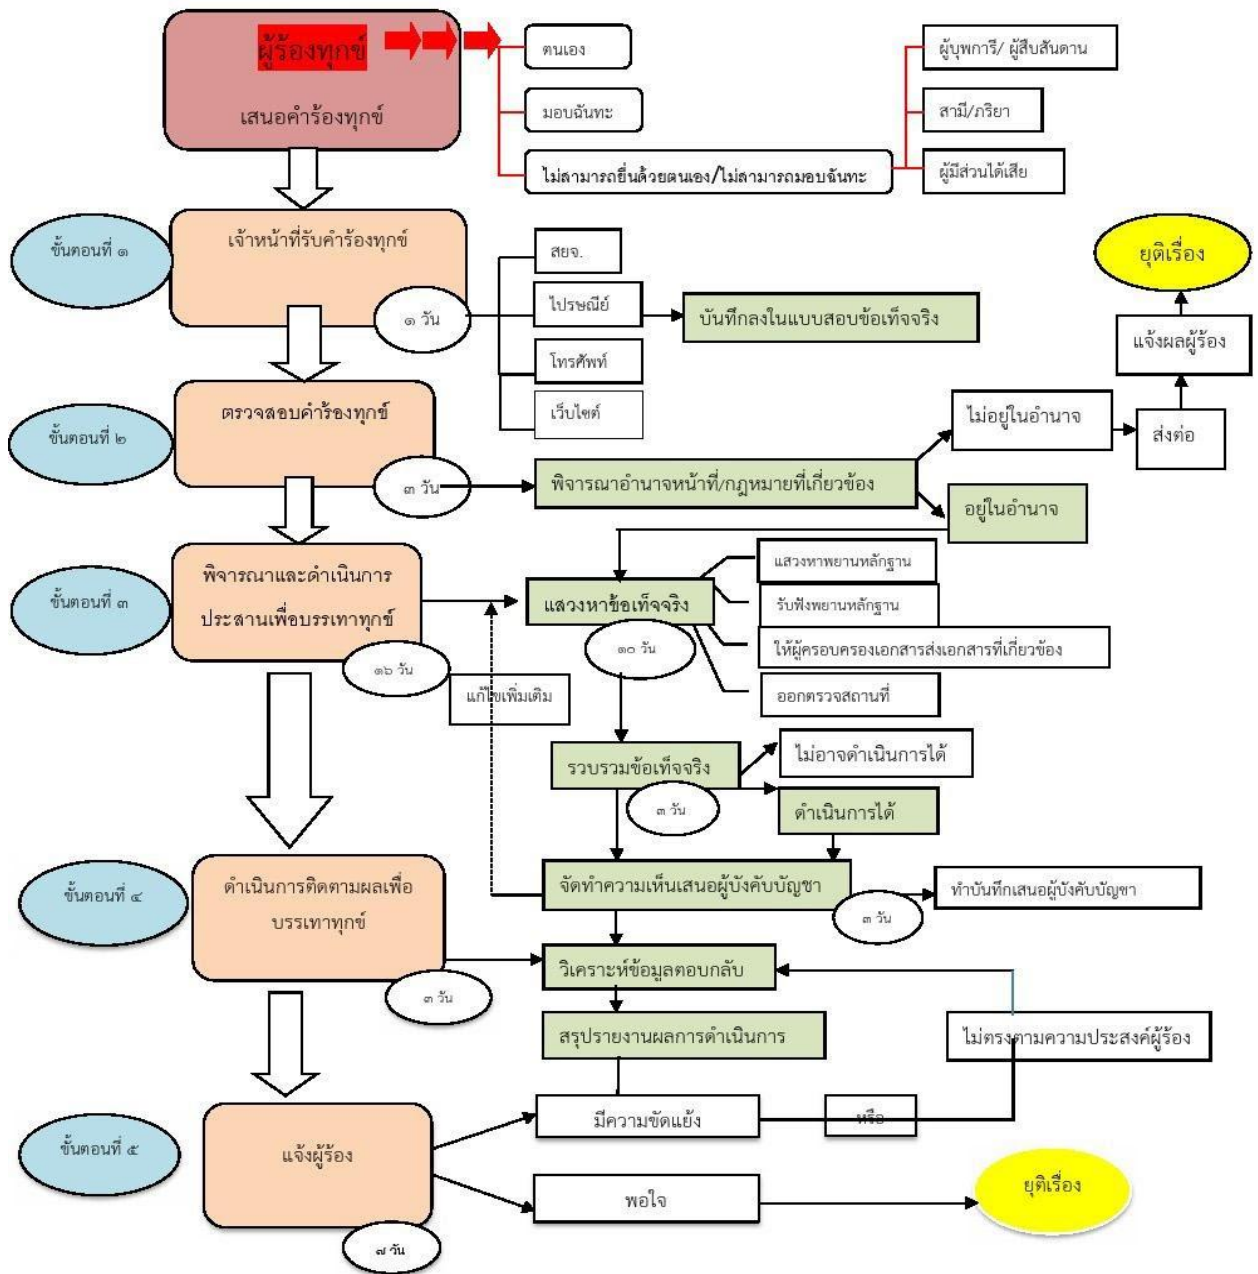 ผู้ร้องทุกข์
เสนอคำร้องทุกข์
ตนเอง
มอบฉันทะ
ไม่สามารถยื่นด้วยตนเอง/ไม่สามารถมอบฉันทะ
ผู้บุพการี/ ผู้สืบสันดาน
สามี/ภริยา
ผู้มีส่วนได้เสีย
ขั้นตอนที่ ๑
เจ้าหน้าที่รับคำร้องทุกข์
๑ วัน
สยจ.
ไปรษณีย์
โทรศัพท์
เว็บไซต์
บันทึกลงในแบบสอบข้อเท็จจริง
ยุติเรื่อง
แจ้งผลผู้ร้อง
ส่งต่อ
ไม่อยู่ในอำนาจ
ขั้นตอนที่ ๒
ตรวจสอบคำร้องทุกข์
๓ วัน
พิจารณาอำนาจหน้าที่/กฎหมายที่เกี่ยวข้อง
อยู่ในอำนาจ
ขั้นตอนที่ ๓
พิจารณาและดำเนินการ
ประสานเพื่อบรรเทาทุกข์
๑๖ วัน
แก้ไขเพิ่มเติม
แสวงหาข้อเท็จจริง
๑๐ วัน
แสวงหาพยานหลักฐาน
รับฟังพยานหลักฐาน
ให้ผู้ครอบครองเอกสารส่งเอกสารที่เกี่ยวข้อง
ออกตรวจสถานที่
รวบรวมข้อเท็จจริง
๓ วัน
ไม่อาจดำเนินการได้
ดำเนินการได้
ขั้นตอนที่ ๔
ดำเนินการติดตามผลเพื่อ
บรรเทาทุกข์
๓ วัน
จัดทำความเห็นเสนอผู้บังคับบัญชา
๓ วัน
ทำบันทึกเสนอผู้บังคับบัญชา
วิเคราะห์ข้อมูลตอบกลับ
สรุปรายงานผลการดำเนินการ
ไม่ตรงตามความประสงค์ผู้ร้อง
ขั้นตอนที่ ๕
แจ้งผู้ร้อง
๗ วัน
มีความขัดแย้ง
หรือ
พอใจ
ยุติเรื่อง